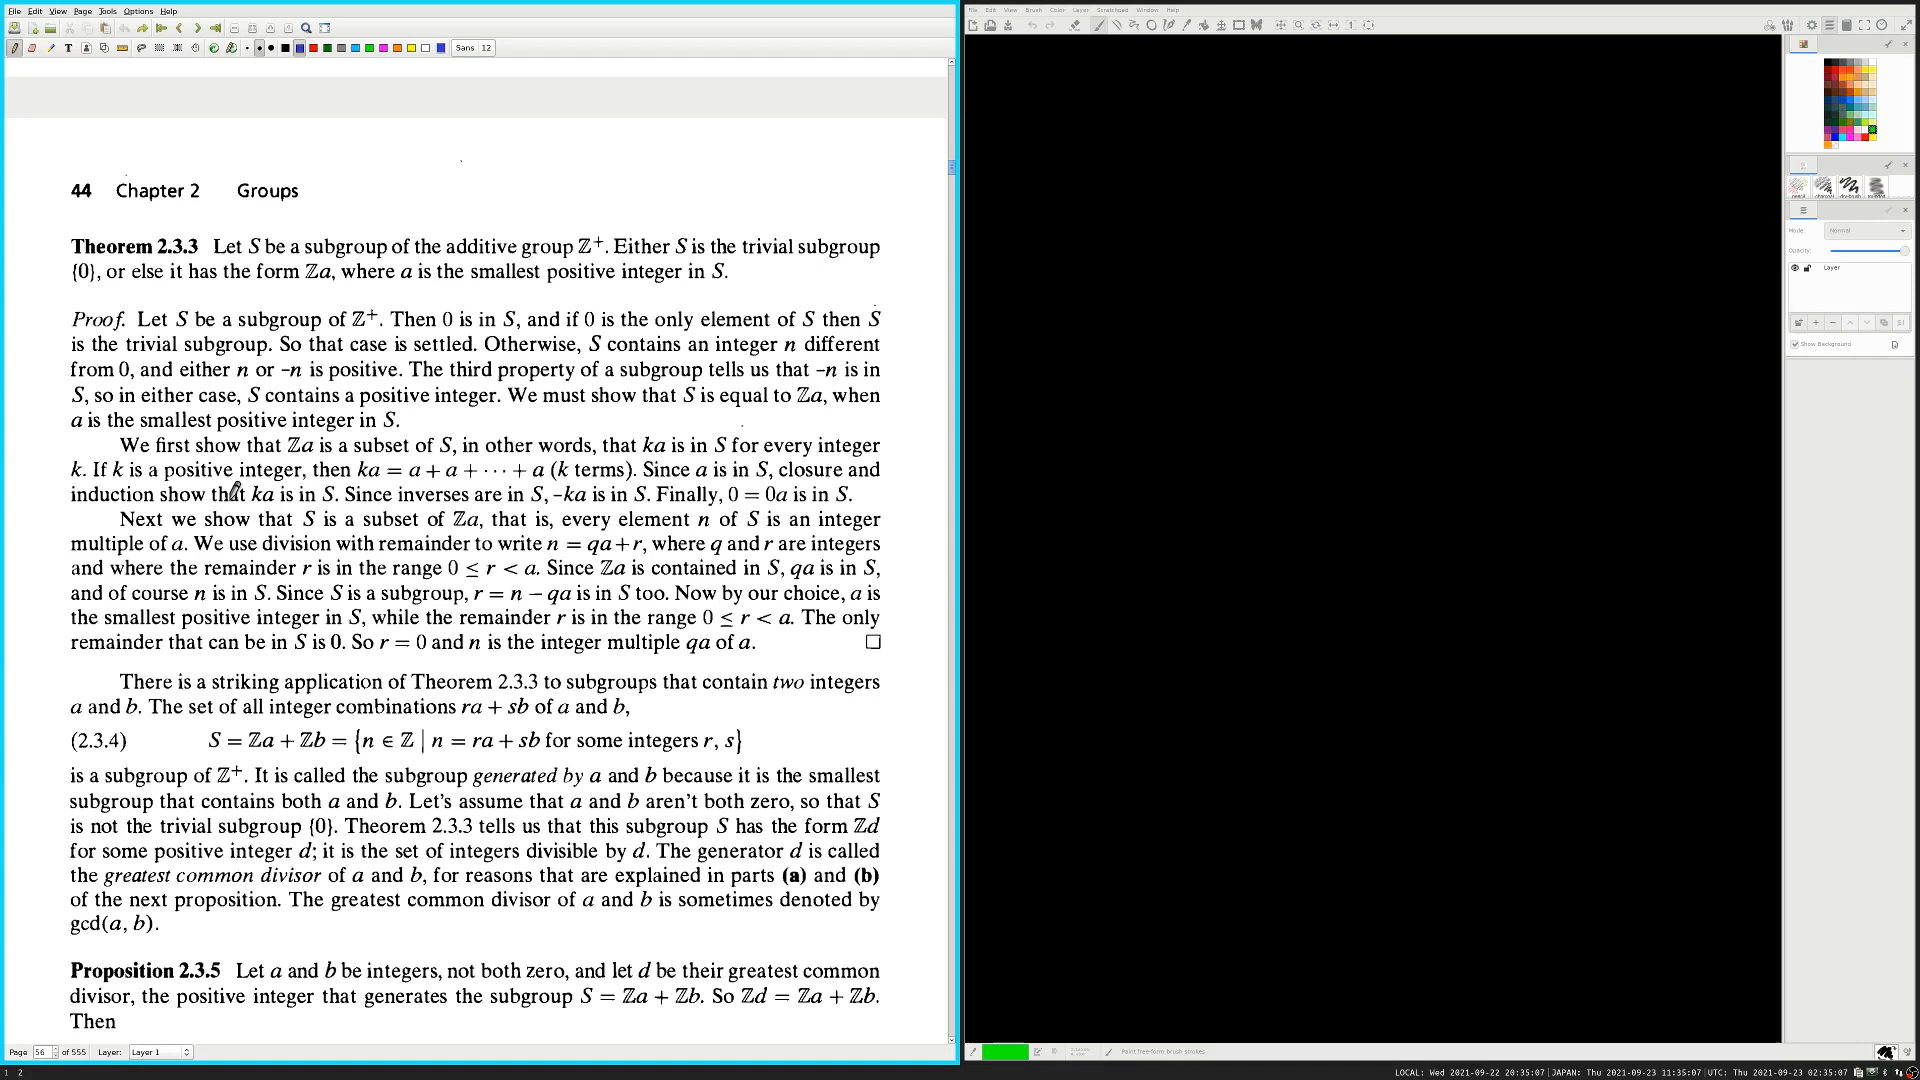 File Edit View Page Tools Options Help
Sans 12
44 Chapter 2 Groups
Theorem 2.3.3 Let S be a subgroup of the additive group ℤ⁺. Either S is the trivial subgroup
{0}, or else it has the form ℤa, where a is the smallest positive integer in S.
Proof. Let S be a subgroup of ℤ⁺. Then 0 is in S, and if 0 is the only element of S then S
is the trivial subgroup. So that case is settled. Otherwise, S contains an integer n different
from 0, and either n or –n is positive. The third property of a subgroup tells us that –n is in
S, so in either case, S contains a positive integer. We must show that S is equal to ℤa, when
a is the smallest positive integer in S.
We first show that ℤa is a subset of S, in other words, that ka is in S for every integer
k. If k is a positive integer, then ka = a + a + ··· + a (k terms). Since a is in S, closure and
induction show that ka is in S. Since inverses are in S, –ka is in S. Finally, 0 = 0a is in S.
Next we show that S is a subset of ℤa, that is, every element n of S is an integer
multiple of a. We use division with remainder to write n = qa + r, where q and r are integers
and where the remainder r is in the range 0 ≤ r < a. Since ℤa is contained in S, qa is in S,
and of course n is in S. Since S is a subgroup, r = n − qa is in S too. Now by our choice, a is
the smallest positive integer in S, while the remainder r is in the range 0 ≤ r < a. The only
remainder that can be in S is 0. So r = 0 and n is the integer multiple qa of a. □
There is a striking application of Theorem 2.3.3 to subgroups that contain two integers
a and b. The set of all integer combinations ra + sb of a and b,
(2.3.4) S = ℤa + ℤb = {n ∈ ℤ | n = ra + sb for some integers r, s}
is a subgroup of ℤ⁺. It is called the subgroup generated by a and b because it is the smallest
subgroup that contains both a and b. Let's assume that a and b aren't both zero, so that S
is not the trivial subgroup {0}. Theorem 2.3.3 tells us that this subgroup S has the form ℤd
for some positive integer d; it is the set of integers divisible by d. The generator d is called
the greatest common divisor of a and b, for reasons that are explained in parts (a) and (b)
of the next proposition. The greatest common divisor of a and b is sometimes denoted by
gcd(a, b).
Proposition 2.3.5 Let a and b be integers, not both zero, and let d be their greatest common
divisor, the positive integer that generates the subgroup S = ℤa + ℤb. So ℤd = ℤa + ℤb.
Then
Page 56 of 555 Layer: Layer 1
File Edit View Brush Color Layer Scratchpad Window Help
Mode: Normal
Opacity:
Layer
Show Background
Paint free-form brush strokes
1 2
LOCAL: Wed 2021-09-22 20:35:07 | JAPAN: Thu 2021-09-23 11:35:07 | UTC: Thu 2021-09-23 02:35:07